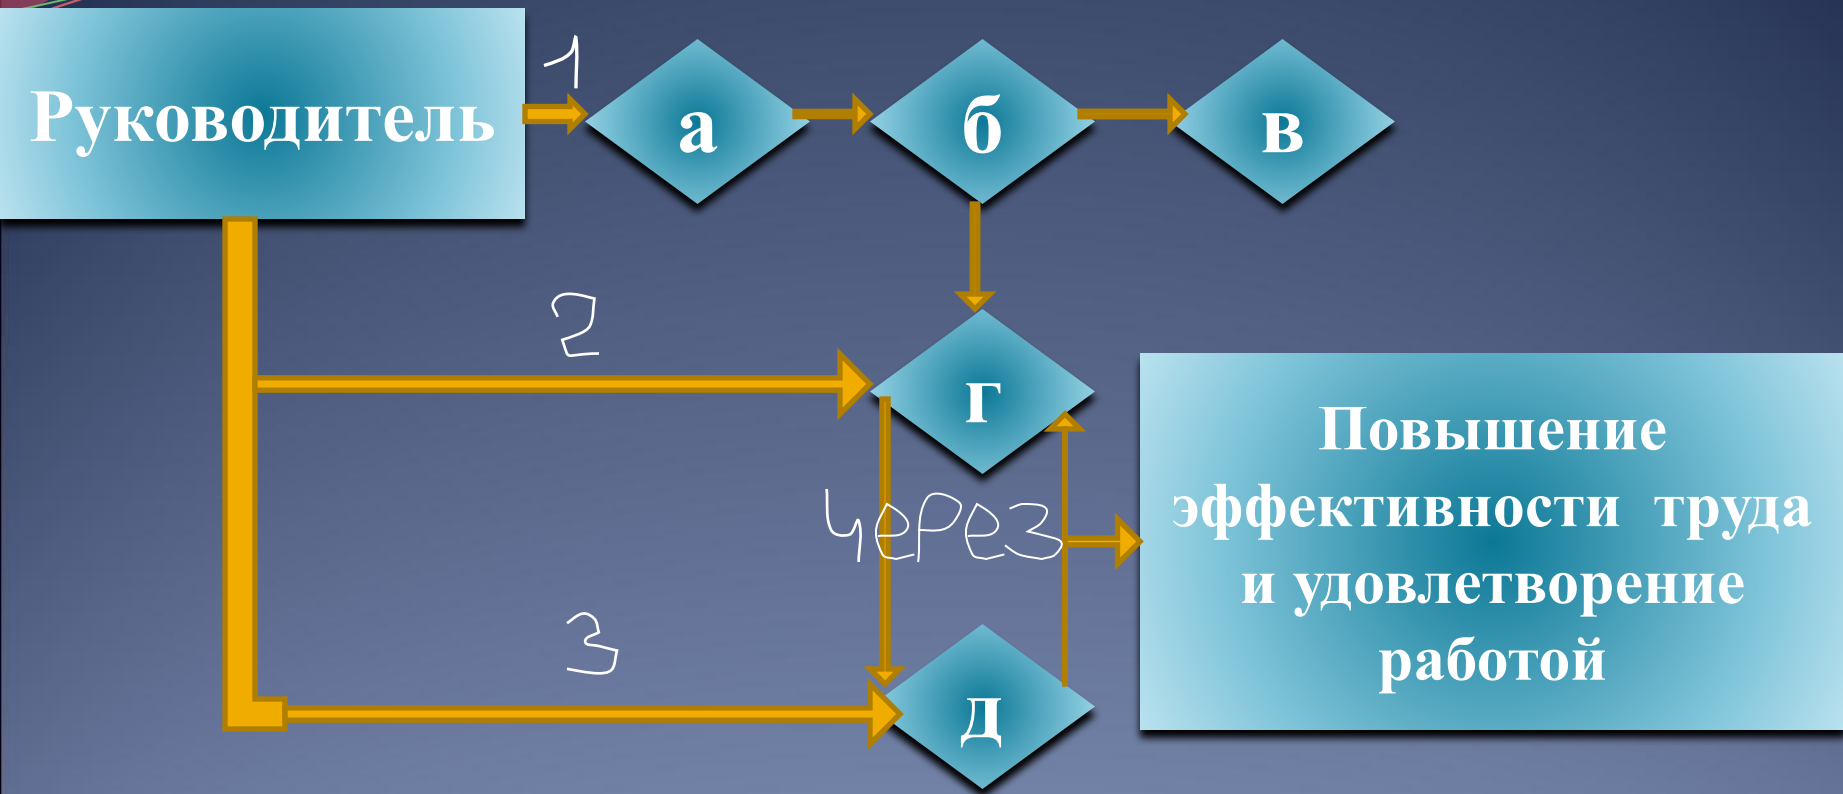 Руководитель
1
а
б
в
2
г
Повышение
эффективности труда
и удовлетворение
работой
через
3
д